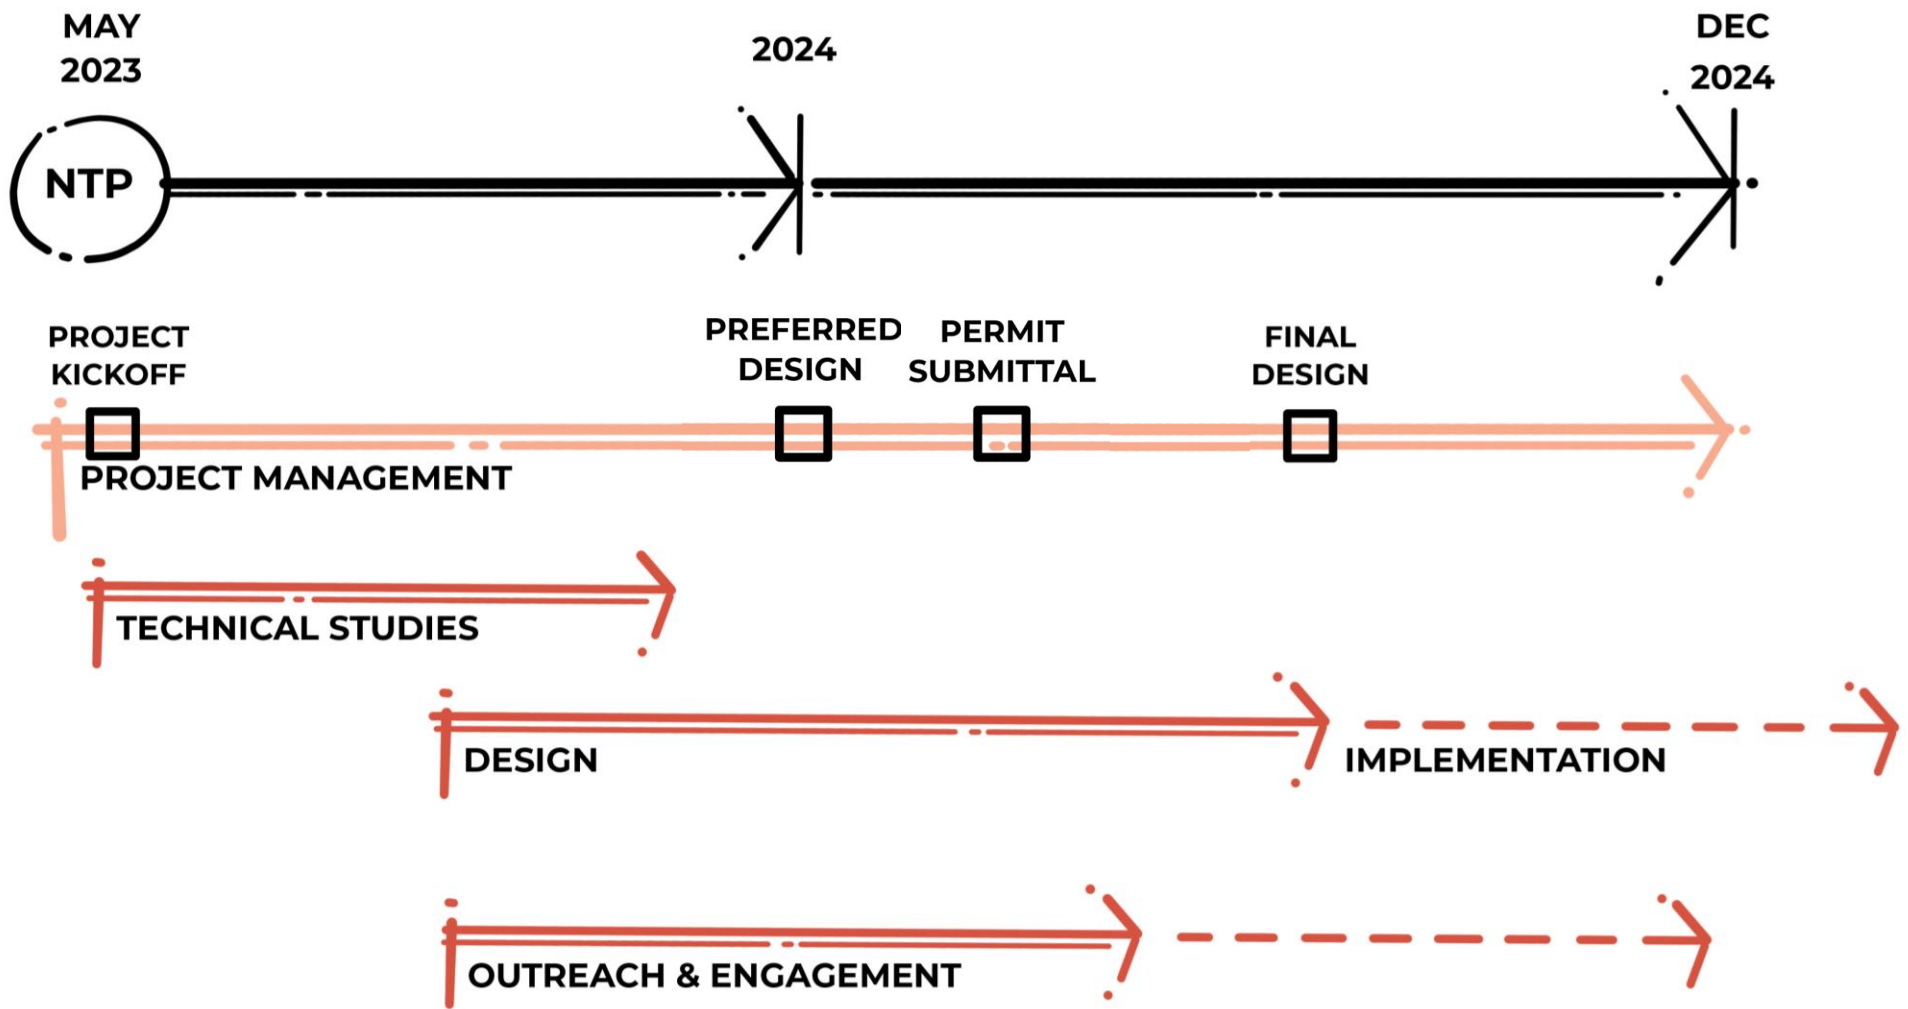 MAY
2023
2024
DEC
2024
NTP
PROJECT
KICKOFF
PREFERRED
DESIGN
PERMIT
SUBMITTAL
FINAL
DESIGN
PROJECT MANAGEMENT
TECHNICAL STUDIES
DESIGN
IMPLEMENTATION
OUTREACH & ENGAGEMENT